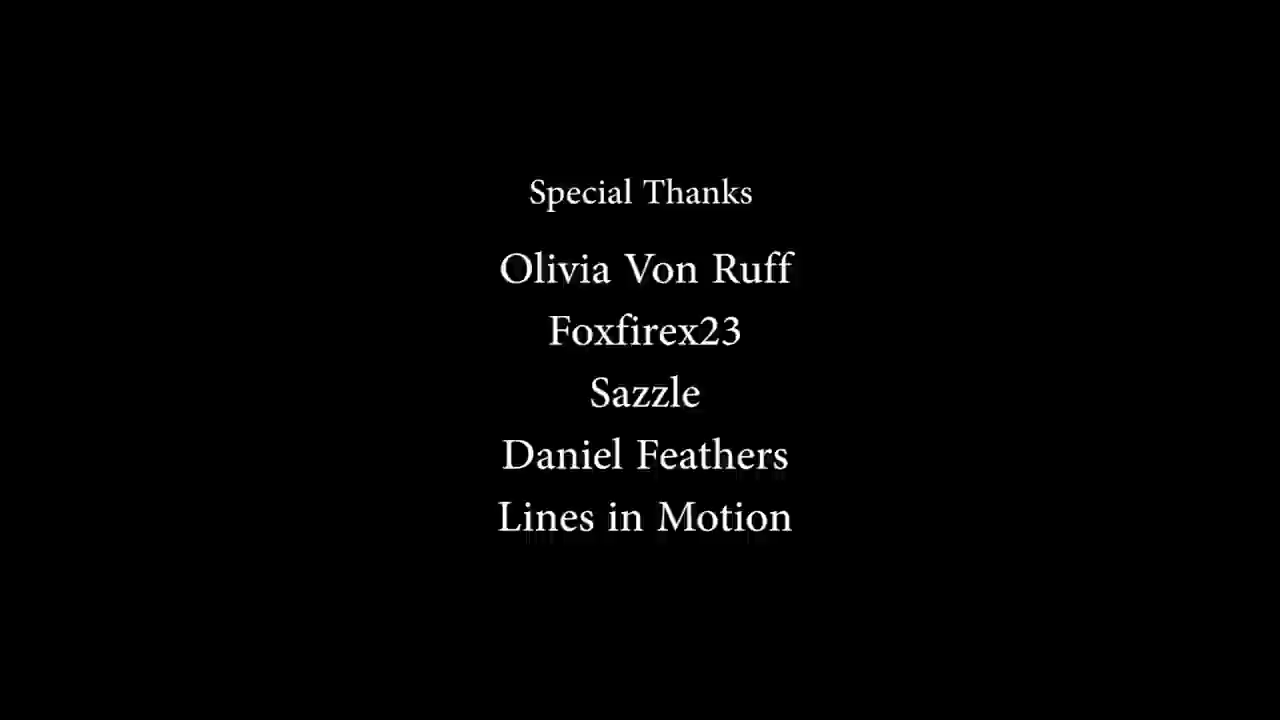 Special Thanks
Olivia Von Ruff
Foxfirex23
Sazzle
Daniel Feathers
Lines in Motion